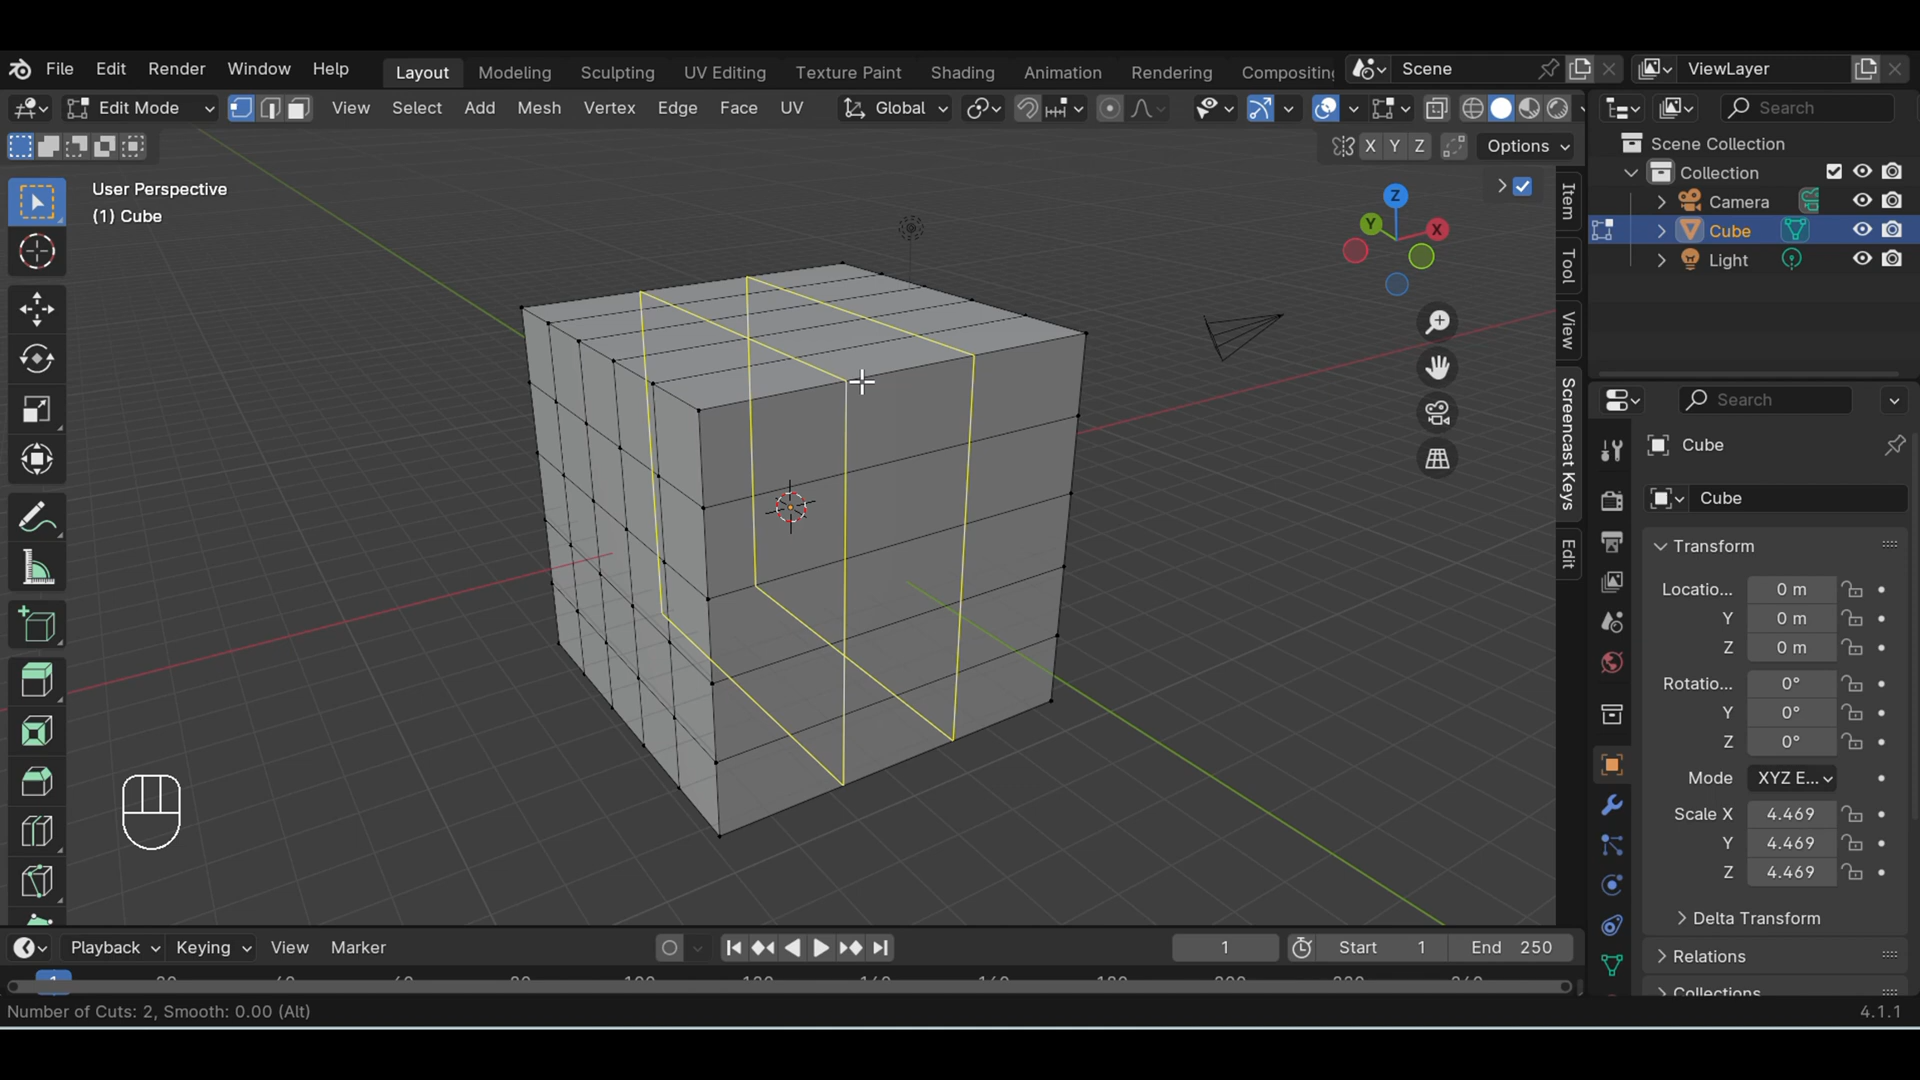 File Edit Render Window Help Layout Modeling Sculpting UV Editing Texture Paint Shading Animation Rendering Compositing Scene ViewLayer
Edit Mode View Select Add Mesh Vertex Edge Face UV Global Search
X Y Z Options
Scene Collection
Collection
Camera
Cube
Light
User Perspective
(1) Cube
Z
Y
X
Item
Tool
View
Screencast Keys
Edit
Search
Cube
Cube
Transform
Locatio... 0 m
Y 0 m
Z 0 m
Rotatio... 0°
Y 0°
Z 0°
Mode XYZ E...
Scale X 4.469
Y 4.469
Z 4.469
Delta Transform
Relations
Collections
Playback Keying View Marker 1 Start 1 End 250
1
Number of Cuts: 2, Smooth: 0.00 (Alt) 4.1.1